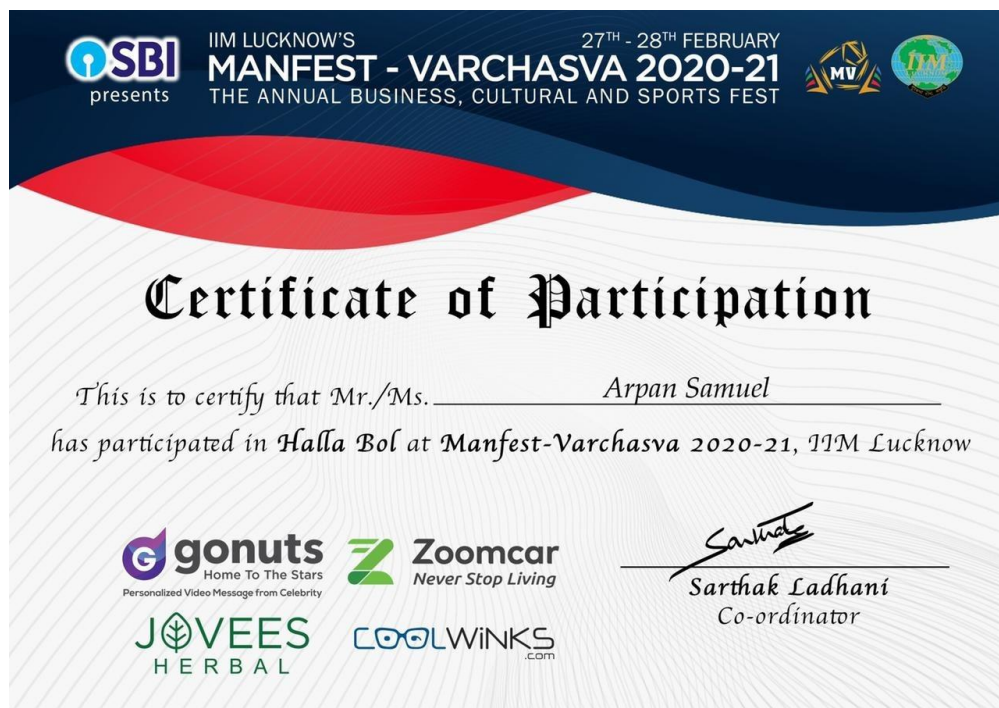 SBI
presents
IIM LUCKNOW'S
27TH - 28TH FEBRUARY
MANFEST - VARCHASVA 2020-21
THE ANNUAL BUSINESS, CULTURAL AND SPORTS FEST
MV
IIM
LUCKNOW
Certificate of Participation
This is to certify that Mr./Ms. Arpan Samuel
has participated in Halla Bol at Manfest-Varchasva 2020-21, IIM Lucknow
G gonuts
Home To The Stars
Personalized Video Message from Celebrity
Zoomcar
Never Stop Living
JOVEES
HERBAL
COOLWiNKS
.com
Sarthak
Sarthak Ladhani
Co-ordinator